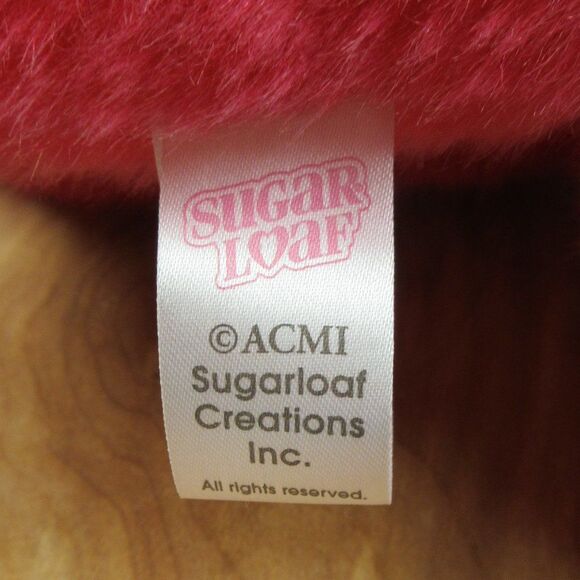 SUGAR
LOAF
©ACMI
Sugarloaf
Creations
Inc.
All rights reserved.